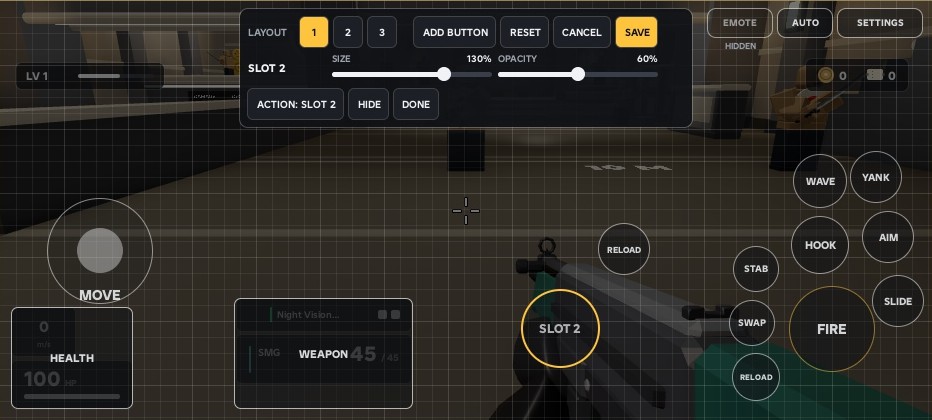 LAYOUT 1 2 3 ADD BUTTON RESET CANCEL SAVE
EMOTE AUTO SETTINGS
HIDDEN
SLOT 2 SIZE 130% OPACITY 60%
LV 1
0 0
ACTION: SLOT 2 HIDE DONE
WAVE YANK
HOOK AIM
RELOAD
STAB
SLIDE
SWAP
FIRE
RELOAD
SLOT 2
MOVE
0
m/s
HEALTH
100 HP
Night Vision...
SMG WEAPON 45 / 45